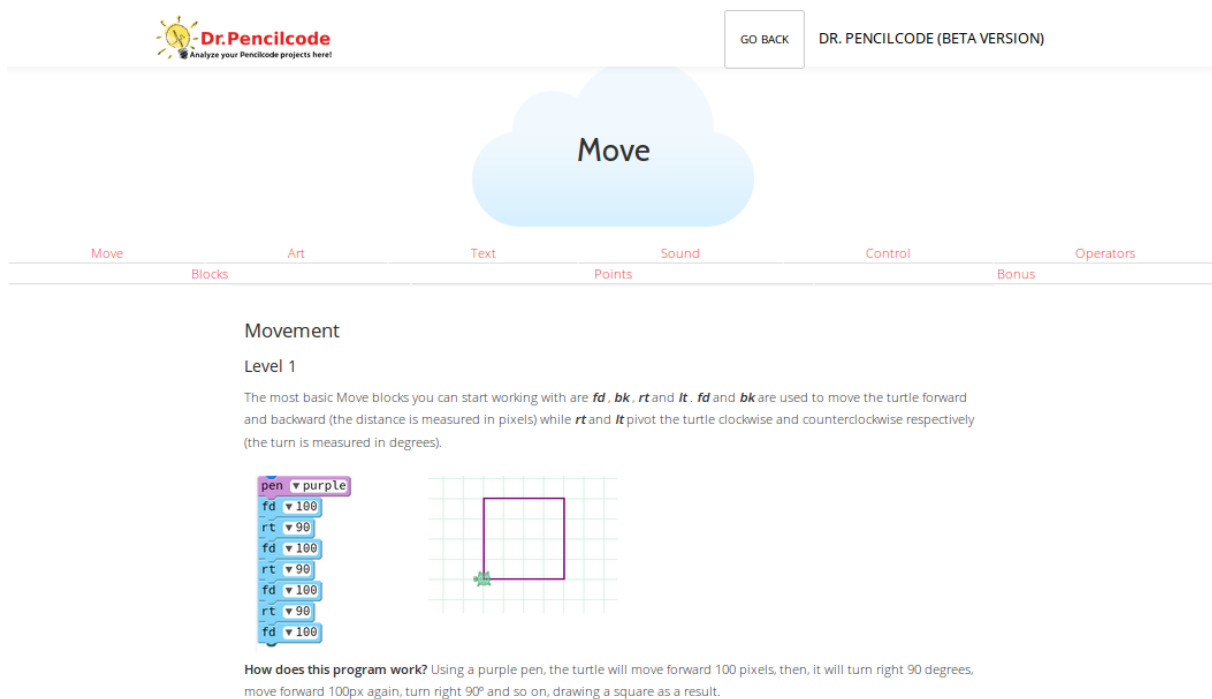 Dr.Pencilcode
Analyze your Pencilcode projects here!
GO BACK
DR. PENCILCODE (BETA VERSION)
Move
Move Art Text Sound Control Operators
Blocks Points Bonus
Movement
Level 1
The most basic Move blocks you can start working with are fd , bk , rt and lt . fd and bk are used to move the turtle forward
and backward (the distance is measured in pixels) while rt and lt pivot the turtle clockwise and counterclockwise respectively
(the turn is measured in degrees).
pen ▼purple
fd ▼100
rt ▼90
fd ▼100
rt ▼90
fd ▼100
rt ▼90
fd ▼100
How does this program work? Using a purple pen, the turtle will move forward 100 pixels, then, it will turn right 90 degrees,
move forward 100px again, turn right 90º and so on, drawing a square as a result.